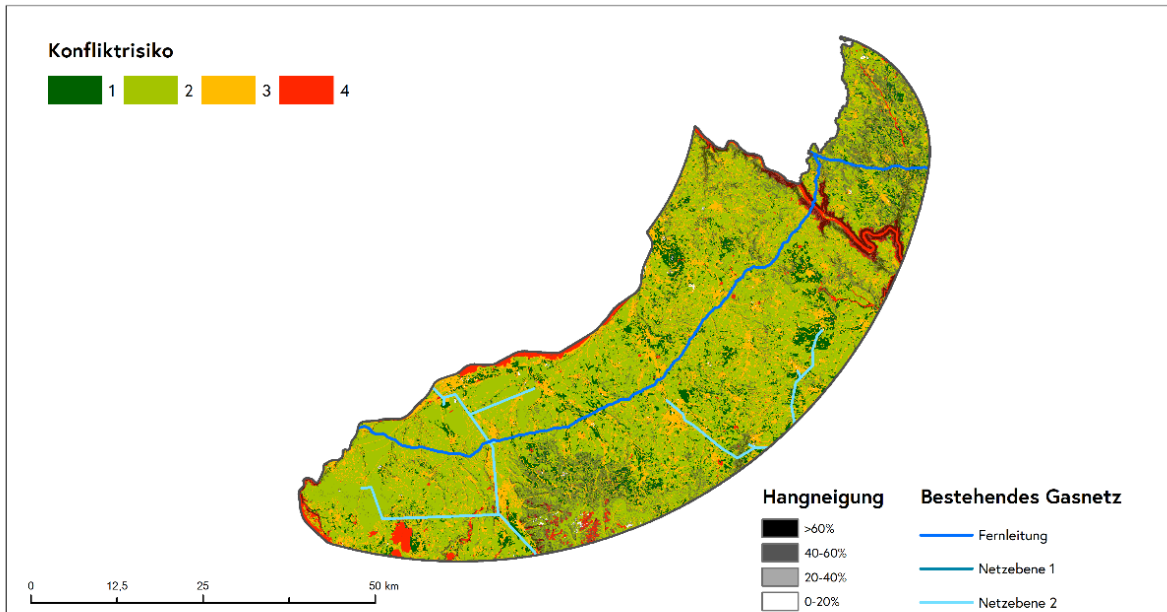 Konfliktrisiko
1 2 3 4
Hangneigung
>60%
40-60%
20-40%
0-20%
Bestehendes Gasnetz
Fernleitung
Netzebene 1
Netzebene 2
0 12,5 25 50 km